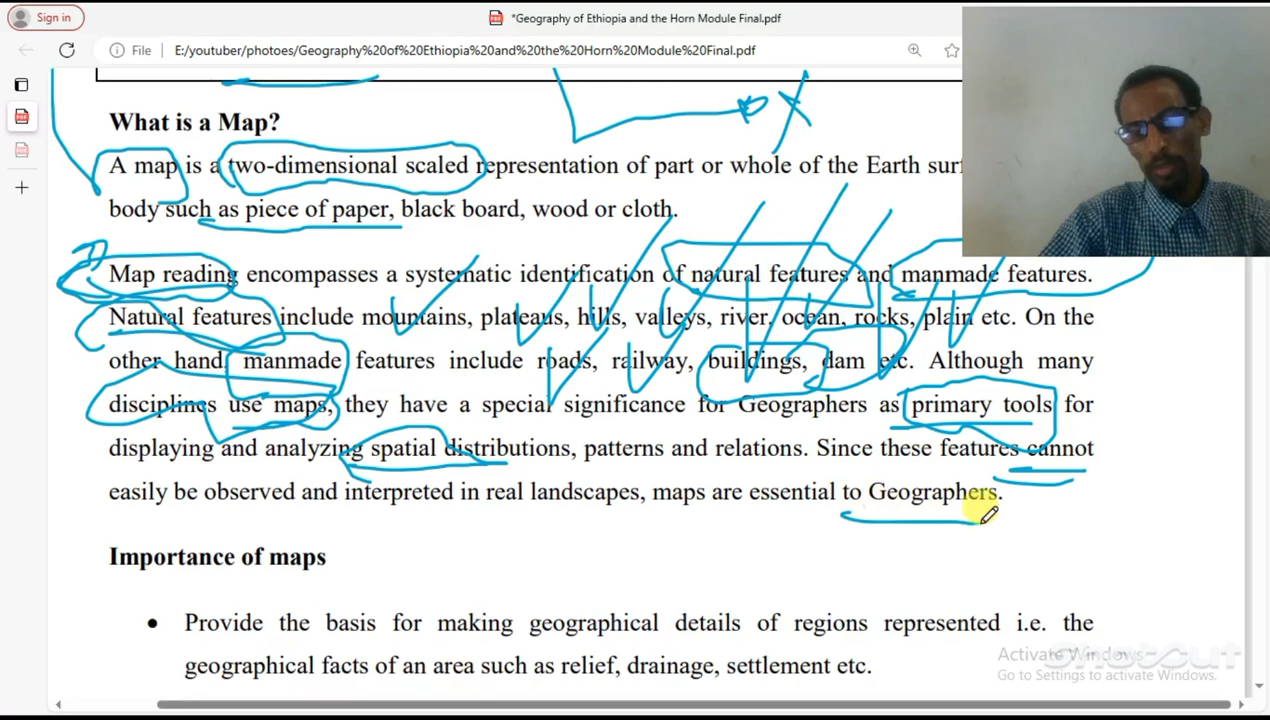 Sign in
*Geography of Ethiopia and the Horn Module Final.pdf
File E:/youtuber/photoes/Geography%20of%20Ethiopia%20and%20the%20Horn%20Module%20Final.pdf
What is a Map?
A map is a two-dimensional scaled representation of part or whole of the Earth surf
body such as piece of paper, black board, wood or cloth.
Map reading encompasses a systematic identification of natural features and manmade features.
Natural features include mountains, plateaus, hills, valleys, river, ocean, rocks, plain etc. On the
other hand, manmade features include roads, railway, buildings, dam etc. Although many
disciplines use maps, they have a special significance for Geographers as primary tools for
displaying and analyzing spatial distributions, patterns and relations. Since these features cannot
easily be observed and interpreted in real landscapes, maps are essential to Geographers.
Importance of maps
• Provide the basis for making geographical details of regions represented i.e. the
geographical facts of an area such as relief, drainage, settlement etc.
Activate Windows
Go to Settings to activate Windows.
shotcut